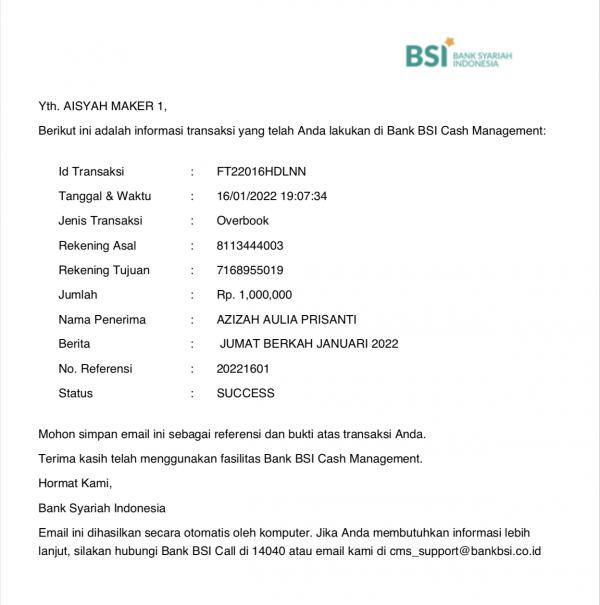 BSI BANK SYARIAH
INDONESIA
Yth. AISYAH MAKER 1,
Berikut ini adalah informasi transaksi yang telah Anda lakukan di Bank BSI Cash Management:
Id Transaksi : FT22016HDLNN
Tanggal & Waktu : 16/01/2022 19:07:34
Jenis Transaksi : Overbook
Rekening Asal : 8113444003
Rekening Tujuan : 7168955019
Jumlah : Rp. 1,000,000
Nama Penerima : AZIZAH AULIA PRISANTI
Berita : JUMAT BERKAH JANUARI 2022
No. Referensi : 20221601
Status : SUCCESS
Mohon simpan email ini sebagai referensi dan bukti atas transaksi Anda.
Terima kasih telah menggunakan fasilitas Bank BSI Cash Management.
Hormat Kami,
Bank Syariah Indonesia
Email ini dihasilkan secara otomatis oleh komputer. Jika Anda membutuhkan informasi lebih
lanjut, silakan hubungi Bank BSI Call di 14040 atau email kami di cms_support@bankbsi.co.id